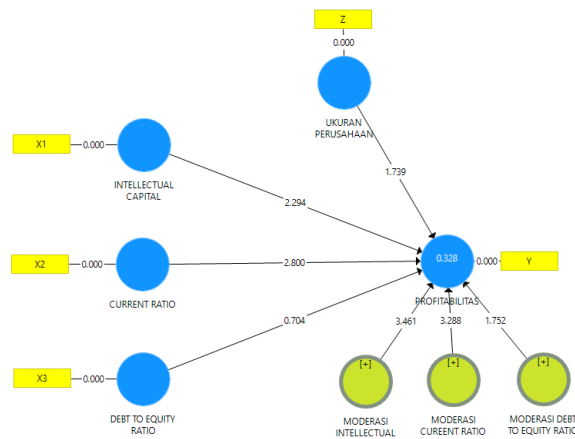 Z
0.000
UKURAN
PERUSAHAAN
1.739
X1
0.000
INTELLECTUAL
CAPITAL
2.294
X2
0.000
CURRENT RATIO
2.800
0.328
0.000
Y
PROFITABILITAS
0.704
X3
0.000
DEBT TO EQUITY
RATIO
3.461
3.288
1.752
[+]
[+]
[+]
MODERASI
INTELLECTUAL
MODERASI
CUREENT RATIO
MODERASI DEBT
TO EQUITY RATIO